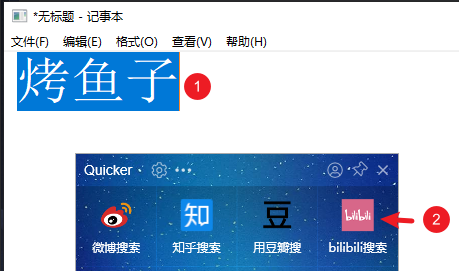 *无标题 - 记事本
文件(F) 编辑(E) 格式(O) 查看(V) 帮助(H)
烤鱼子 1
Quicker
知 豆 bilibili 2
微博搜索 知乎搜索 用豆瓣搜 bilibili搜索